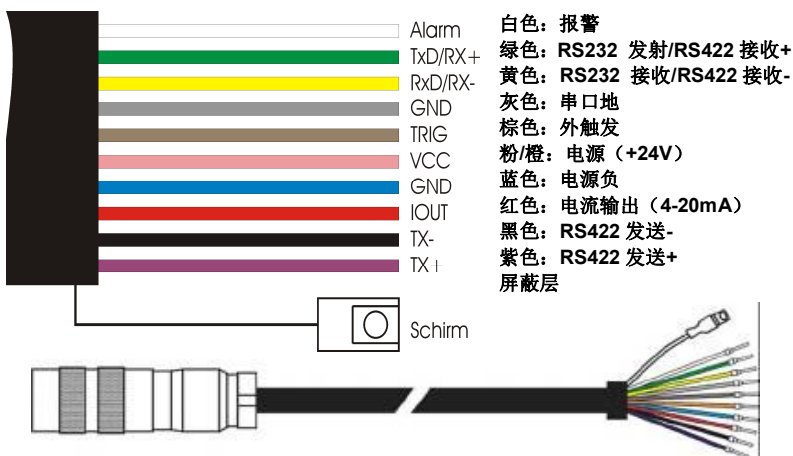 Alarm
TxD/RX+
RxD/RX-
GND
TRIG
VCC
GND
IOUT
TX-
TX+
Schirm
白色：报警
绿色：RS232 发射/RS422 接收+
黄色：RS232 接收/RS422 接收-
灰色：串口地
棕色：外触发
粉/橙：电源（+24V）
蓝色：电源负
红色：电流输出（4-20mA）
黑色：RS422 发送-
紫色：RS422 发送+
屏蔽层